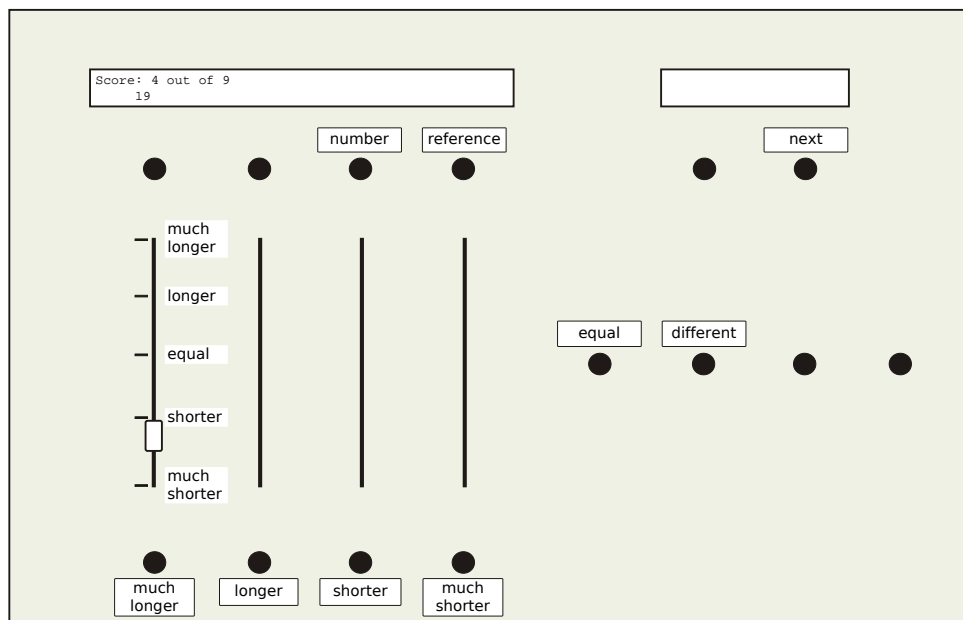 Score: 4 out of 9
19
number
reference
next
much
longer
longer
equal
shorter
much
shorter
equal
different
much
longer
longer
shorter
much
shorter